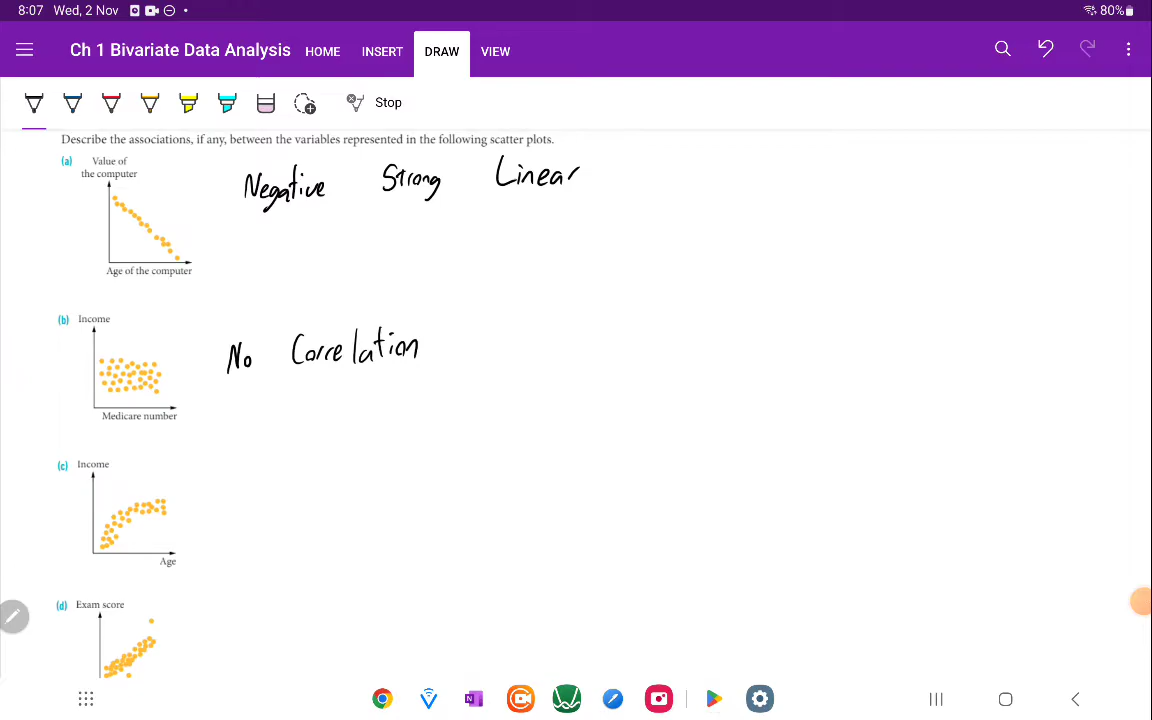 8:07 Wed, 2 Nov 80%
Ch 1 Bivariate Data Analysis HOME INSERT DRAW VIEW
Stop
Describe the associations, if any, between the variables represented in the following scatter plots.
(a) Value of
the computer
Negative Strong Linear
Age of the computer
(b) Income
No Correlation
Medicare number
(c) Income
Age
(d) Exam score